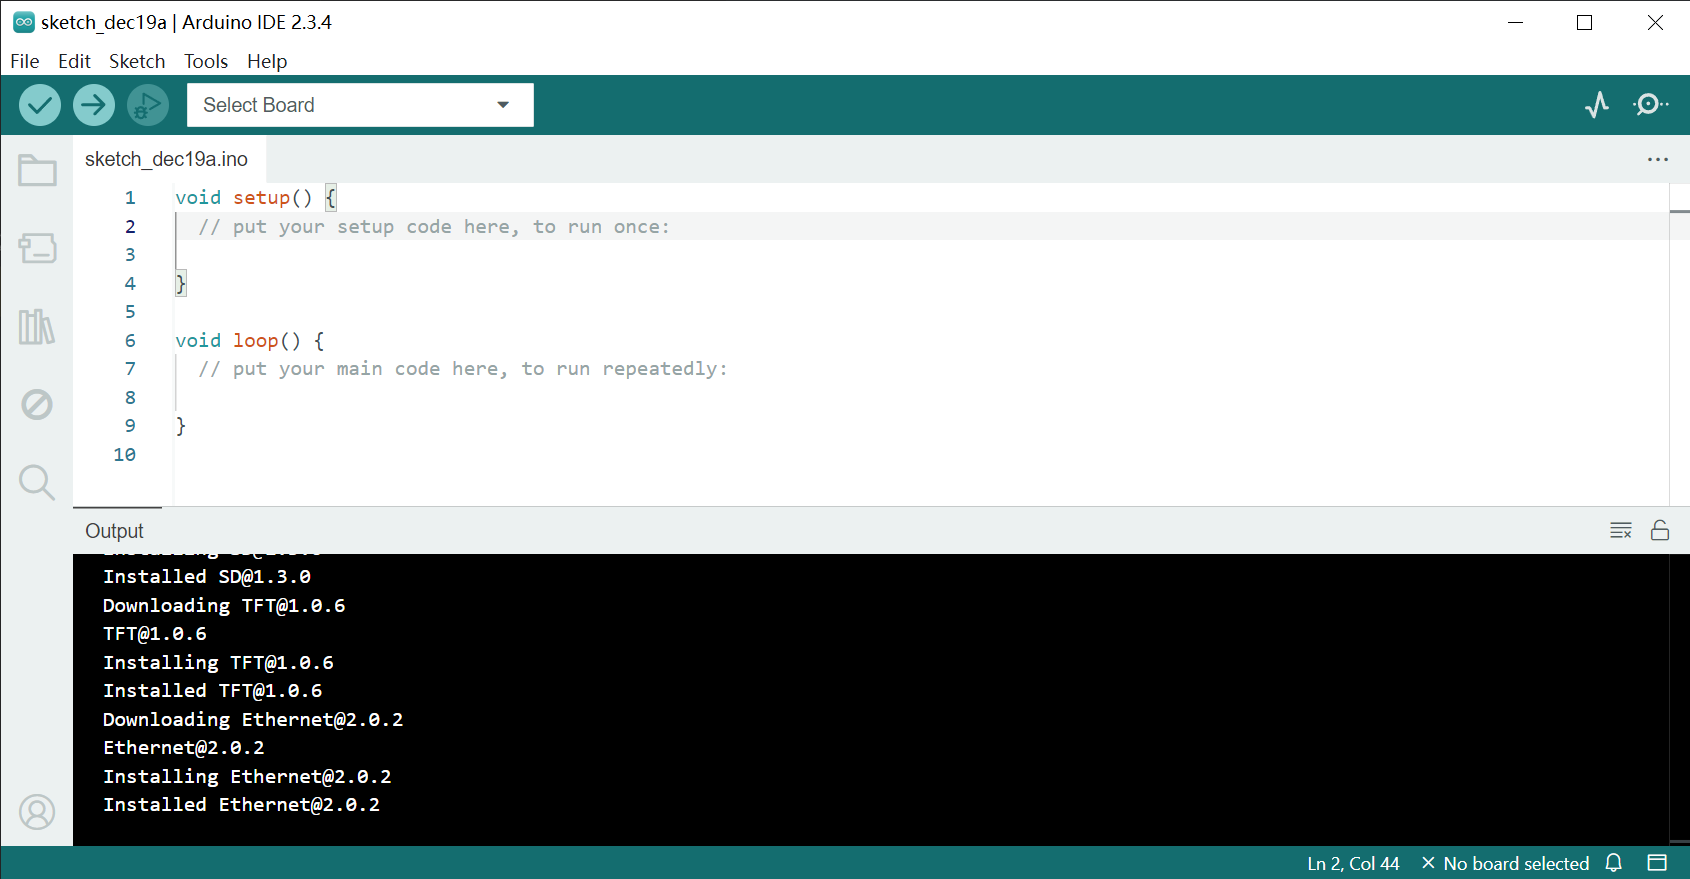 sketch_dec19a | Arduino IDE 2.3.4
File Edit Sketch Tools Help
Select Board
sketch_dec19a.ino
1 void setup() {
2 // put your setup code here, to run once:
3
4 }
5
6 void loop() {
7 // put your main code here, to run repeatedly:
8
9 }
10
Output
Installed SD@1.3.0
Downloading TFT@1.0.6
TFT@1.0.6
Installing TFT@1.0.6
Installed TFT@1.0.6
Downloading Ethernet@2.0.2
Ethernet@2.0.2
Installing Ethernet@2.0.2
Installed Ethernet@2.0.2
Ln 2, Col 44 No board selected